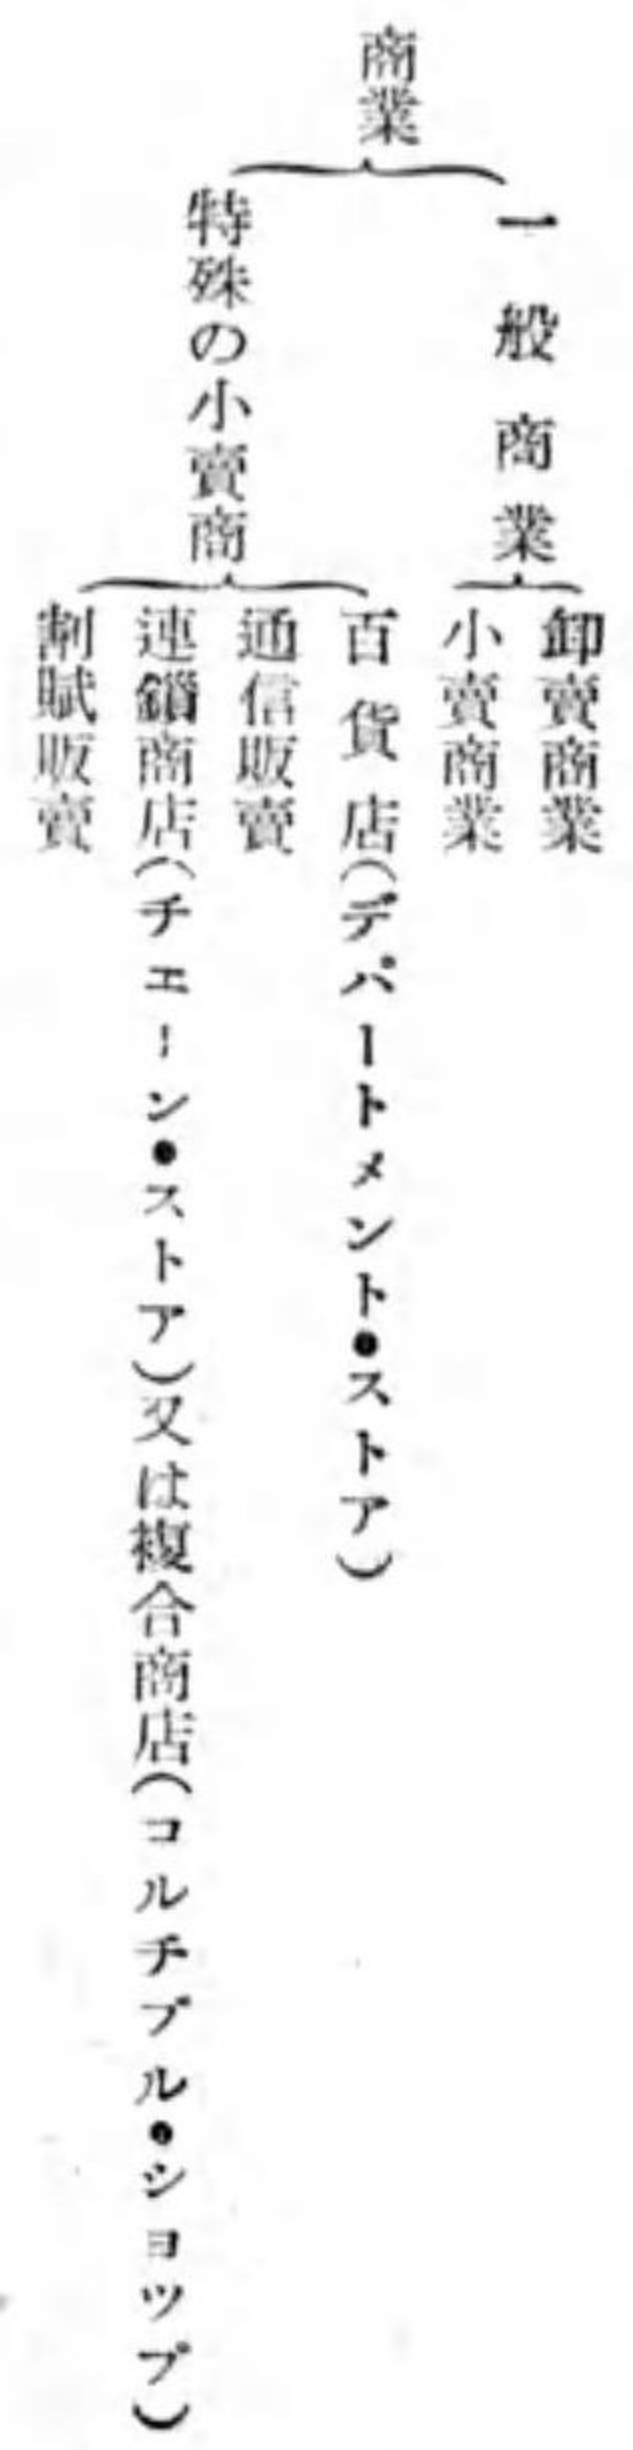 商業
一般商業
卸賣商業
小賣商業
特殊の小賣商
百貨店(デパートメント・ストア)
通信販賣
連鎖商店(チエーン・ストア)又は複合商店(コルチプル・シヨツプ)
割賦販賣